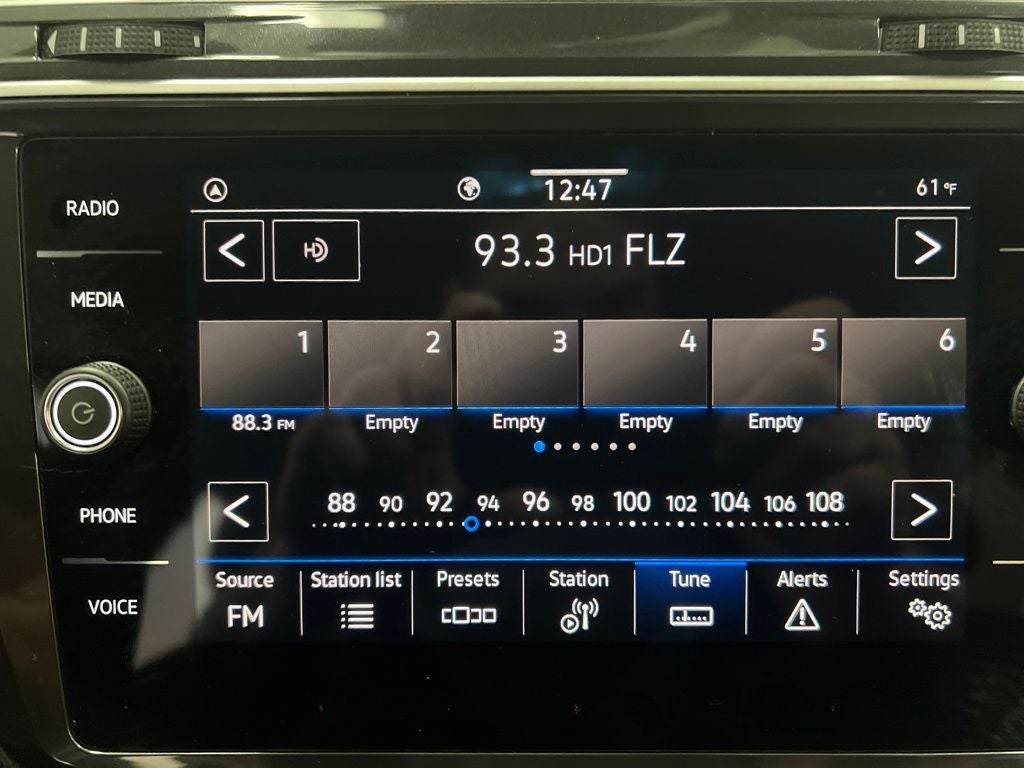 12:47
61 °F
RADIO
HD
93.3 HD1 FLZ
MEDIA
1 2 3 4 5 6
88.3 FM Empty Empty Empty Empty Empty
88 90 92 94 96 98 100 102 104 106 108
PHONE
Source Station list Presets Station Tune Alerts Settings
FM
VOICE